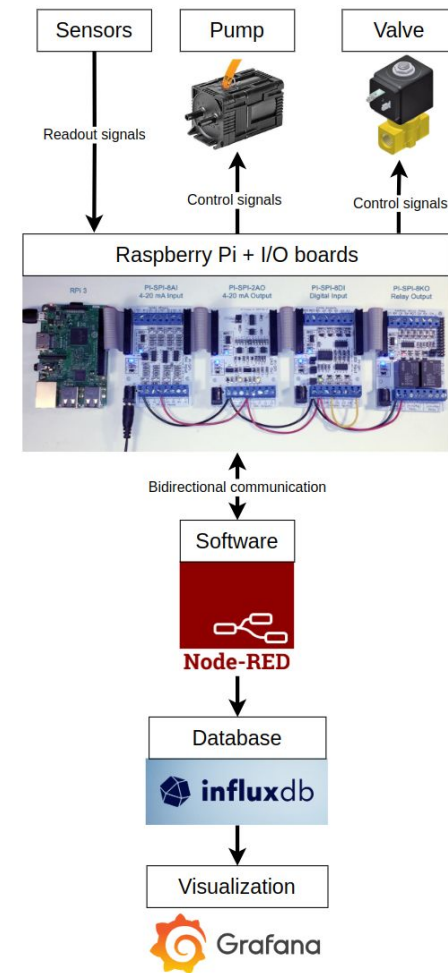 Sensors
Pump
Valve
Readout signals
Control signals
Control signals
Raspberry Pi + I/O boards
RPi 3
PI-SPI-8AI
4-20 mA Input
PI-SPI-2AO
4-20 mA Output
PI-SPI-8DI
Digital Input
PI-SPI-8KO
Relay Output
Bidirectional communication
Software
Node-RED
Database
influxdb
Visualization
Grafana